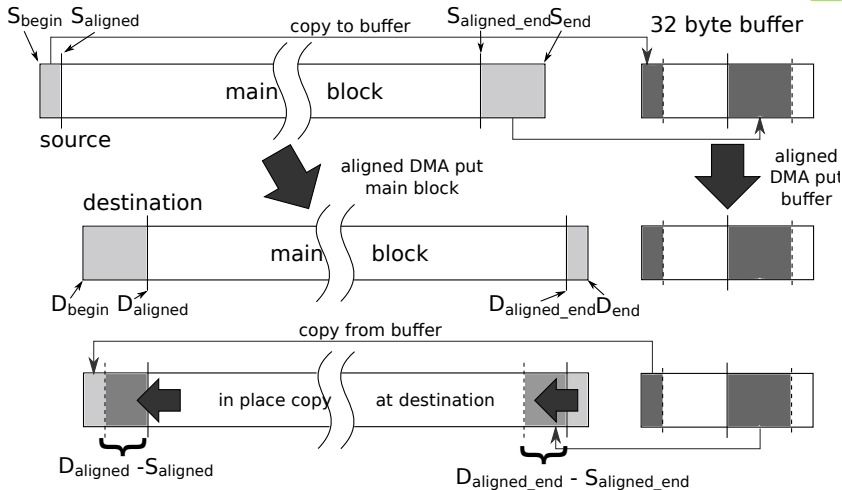 S_begin S_aligned copy to buffer S_aligned_end S_end 32 byte buffer
main block
source
aligned DMA put
main block
aligned
DMA put
buffer
destination
main block
D_begin D_aligned D_aligned_end D_end
copy from buffer
in place copy at destination
D_aligned -S_aligned
D_aligned_end - S_aligned_end